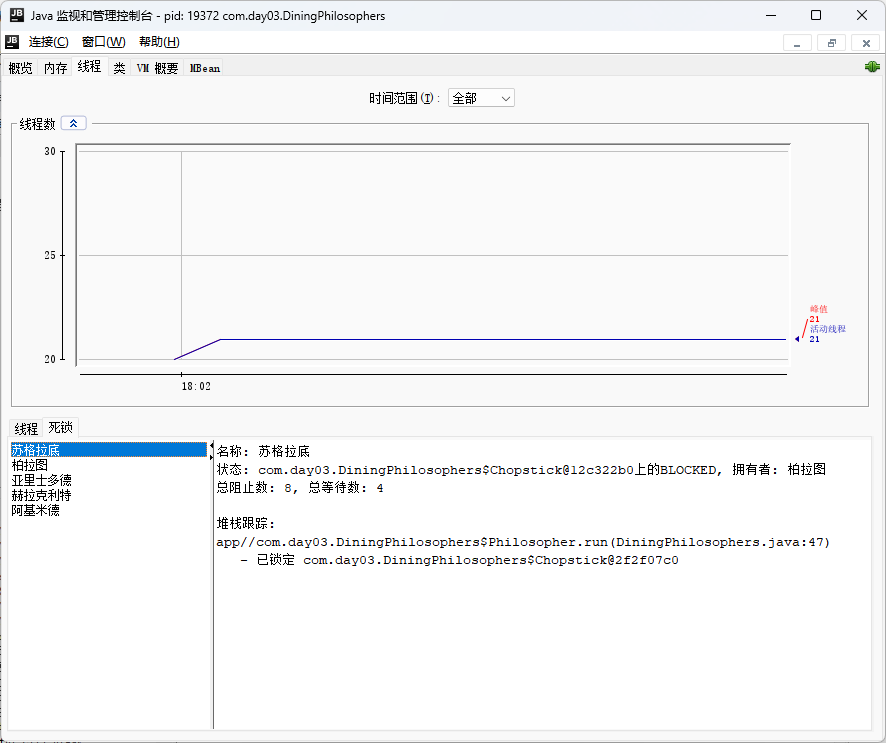 Java 监视和管理控制台 - pid: 19372 com.day03.DiningPhilosophers
连接(C) 窗口(W) 帮助(H)
概览 内存 线程 类 VM 概要 MBean
时间范围(I): 全部
线程数
30
25
20
18:02
峰值
21
活动线程
21
线程 死锁
苏格拉底
柏拉图
亚里士多德
赫拉克利特
阿基米德
名称: 苏格拉底
状态: com.day03.DiningPhilosophers$Chopstick@12c322b0上的BLOCKED, 拥有者: 柏拉图
总阻止数: 8, 总等待数: 4
堆栈跟踪:
app//com.day03.DiningPhilosophers$Philosopher.run(DiningPhilosophers.java:47)
- 已锁定 com.day03.DiningPhilosophers$Chopstick@2f2f07c0